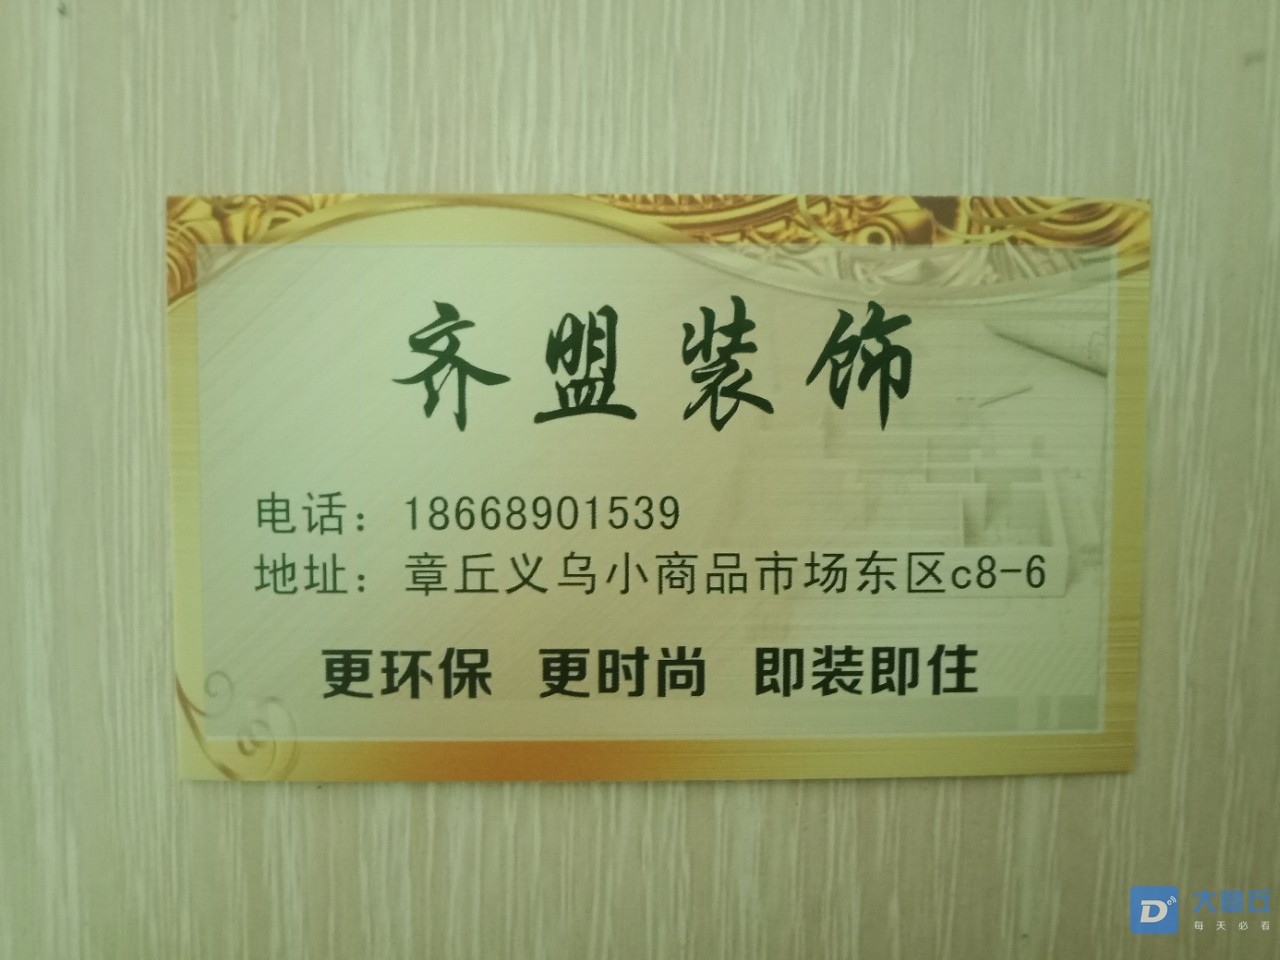 齐盟装饰
电话：18668901539
地址：章丘义乌小商品市场东区c8-6
更环保 更时尚 即装即住
D
每天必看